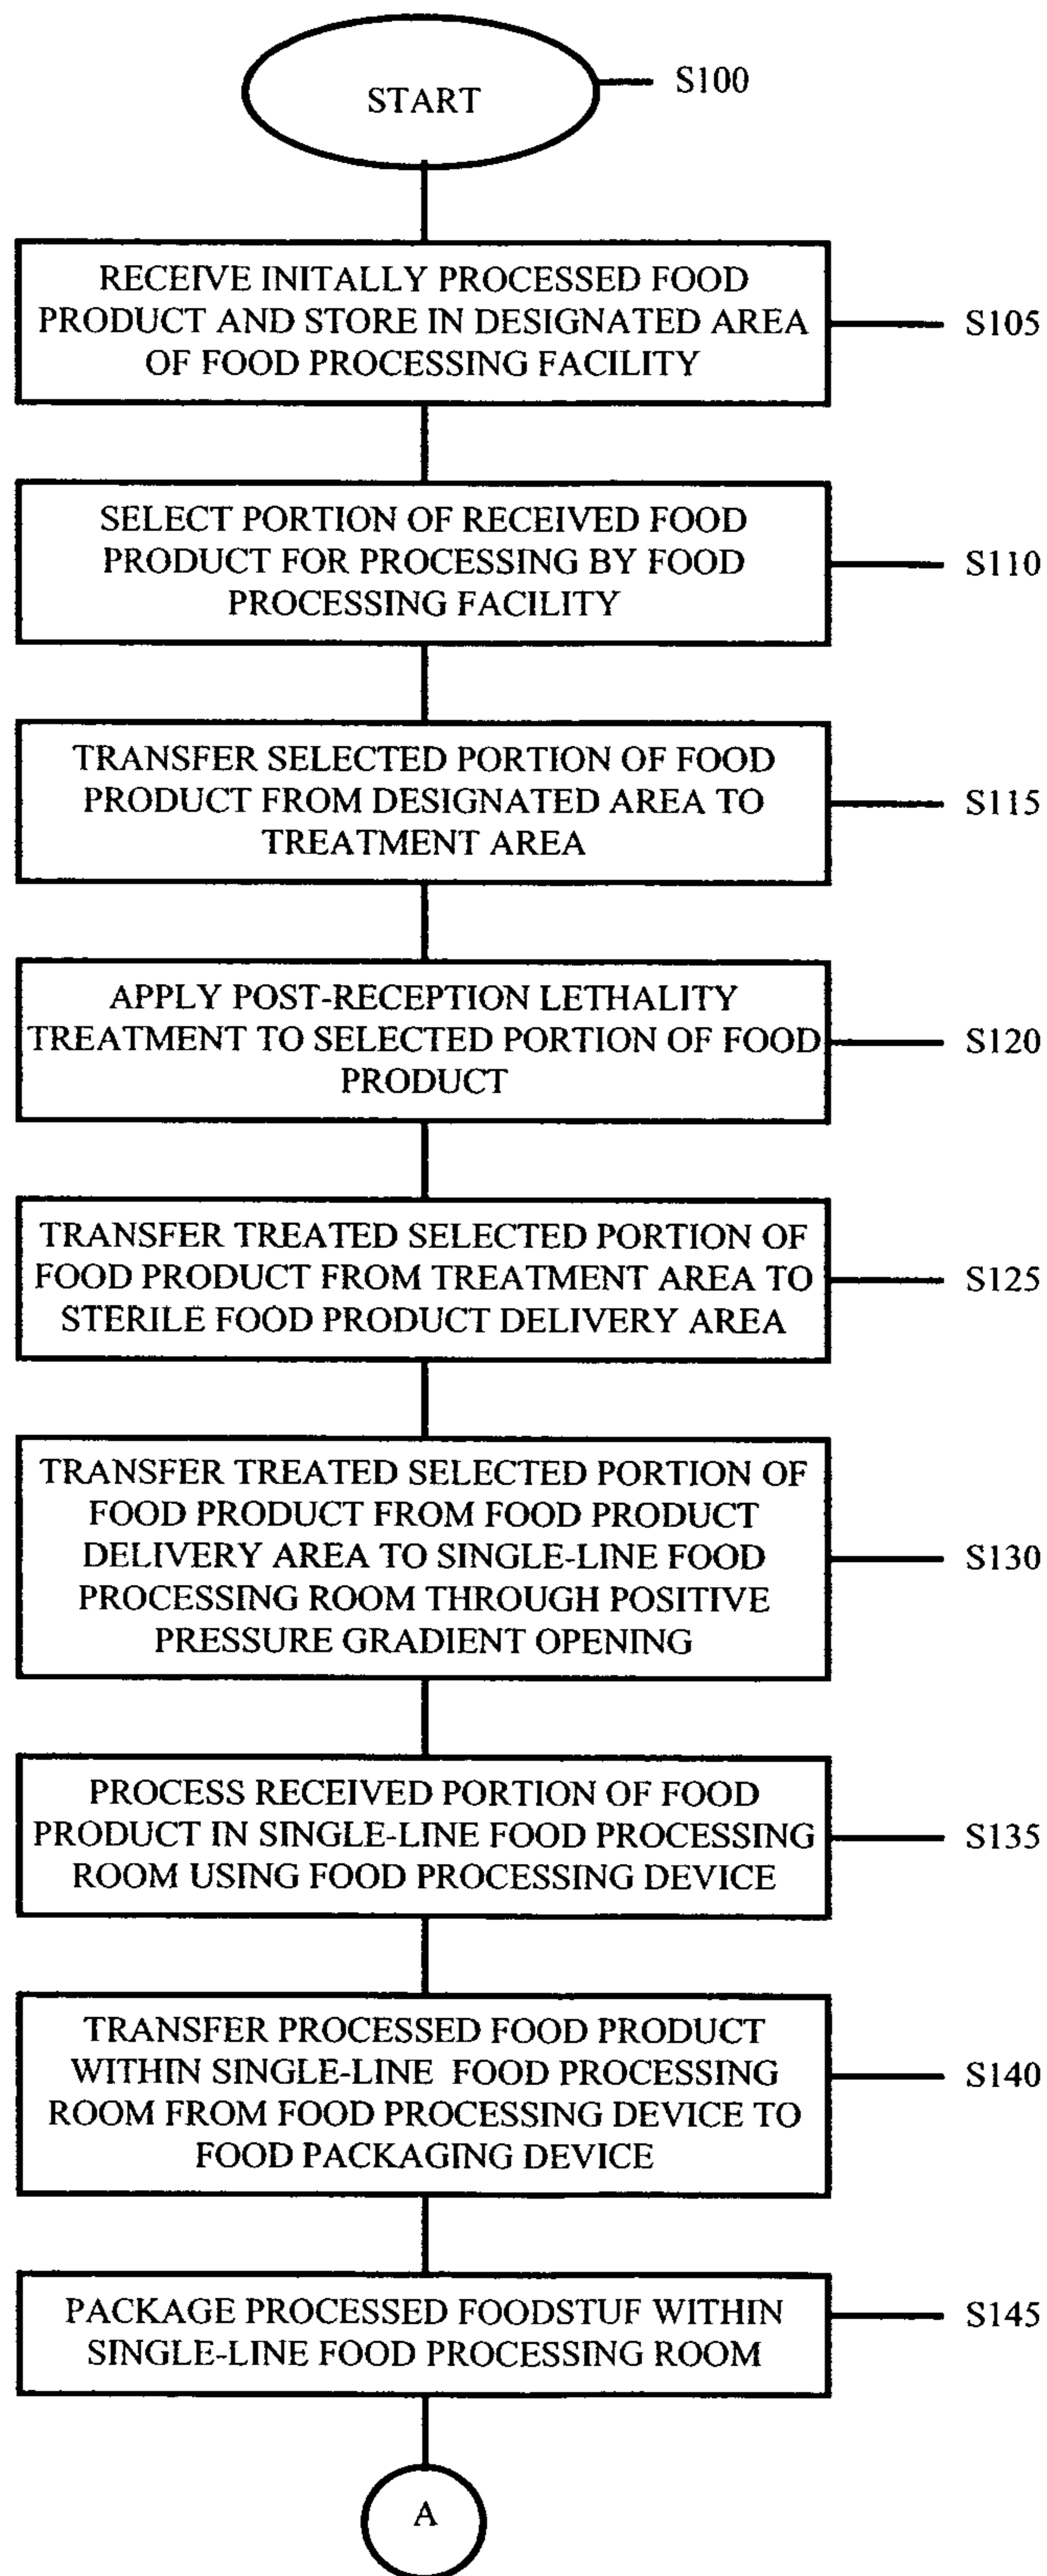 START
S100
RECEIVE INITALLY PROCESSED FOOD
PRODUCT AND STORE IN DESIGNATED AREA
OF FOOD PROCESSING FACILITY
S105
SELECT PORTION OF RECEIVED FOOD
PRODUCT FOR PROCESSING BY FOOD
PROCESSING FACILITY
S110
TRANSFER SELECTED PORTION OF FOOD
PRODUCT FROM DESIGNATED AREA TO
TREATMENT AREA
S115
APPLY POST-RECEPTION LETHALITY
TREATMENT TO SELECTED PORTION OF FOOD
PRODUCT
S120
TRANSFER TREATED SELECTED PORTION OF
FOOD PRODUCT FROM TREATMENT AREA TO
STERILE FOOD PRODUCT DELIVERY AREA
S125
TRANSFER TREATED SELECTED PORTION OF
FOOD PRODUCT FROM FOOD PRODUCT
DELIVERY AREA TO SINGLE-LINE FOOD
PROCESSING ROOM THROUGH POSITIVE
PRESSURE GRADIENT OPENING
S130
PROCESS RECEIVED PORTION OF FOOD
PRODUCT IN SINGLE-LINE FOOD PROCESSING
ROOM USING FOOD PROCESSING DEVICE
S135
TRANSFER PROCESSED FOOD PRODUCT
WITHIN SINGLE-LINE FOOD PROCESSING
ROOM FROM FOOD PROCESSING DEVICE TO
FOOD PACKAGING DEVICE
S140
PACKAGE PROCESSED FOODSTUF WITHIN
SINGLE-LINE FOOD PROCESSING ROOM
S145
A